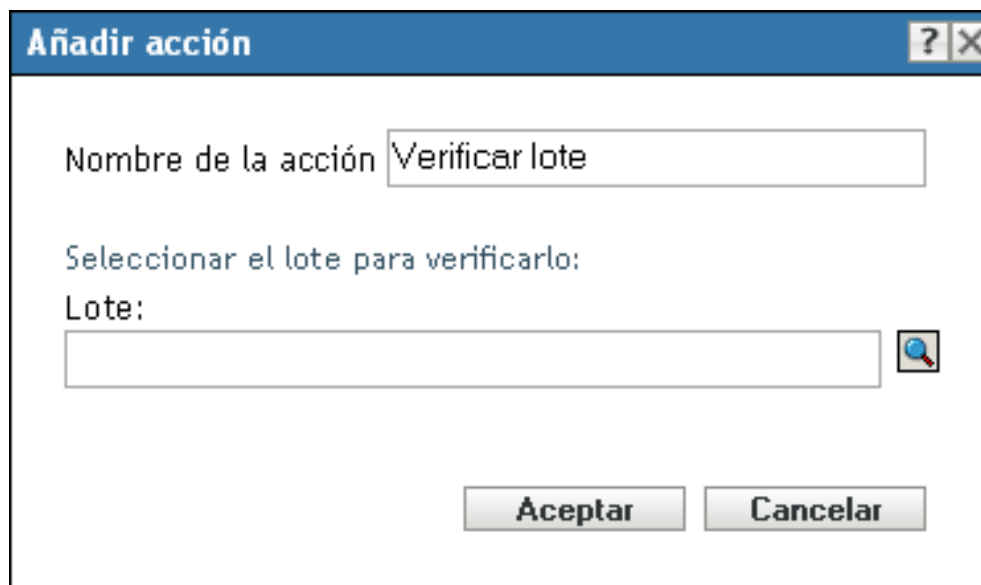 Añadir acción
Nombre de la acción Verificar lote
Seleccionar el lote para verificarlo:
Lote:
Aceptar Cancelar